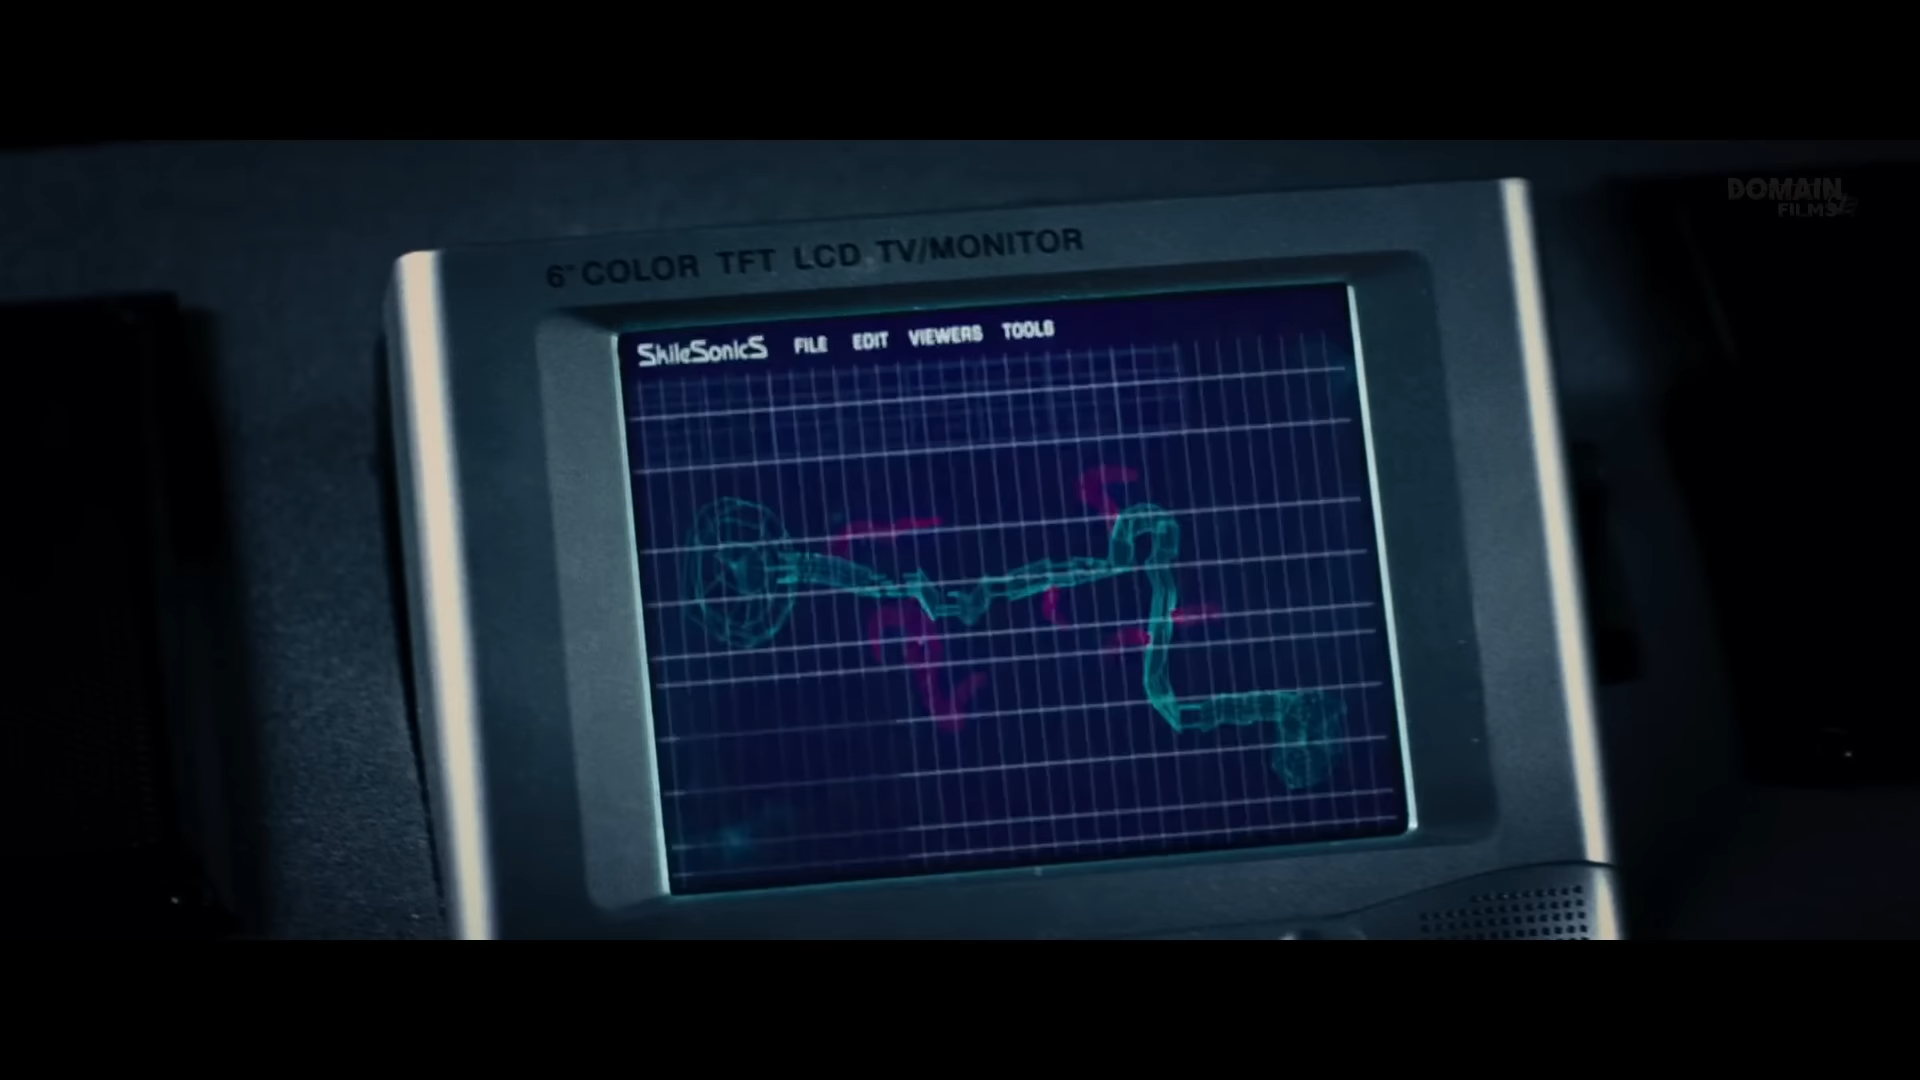 DOMAIN
FILMS
6" COLOR TFT LCD TV/MONITOR
SkileSonicS FILE EDIT VIEWERS TOOLS